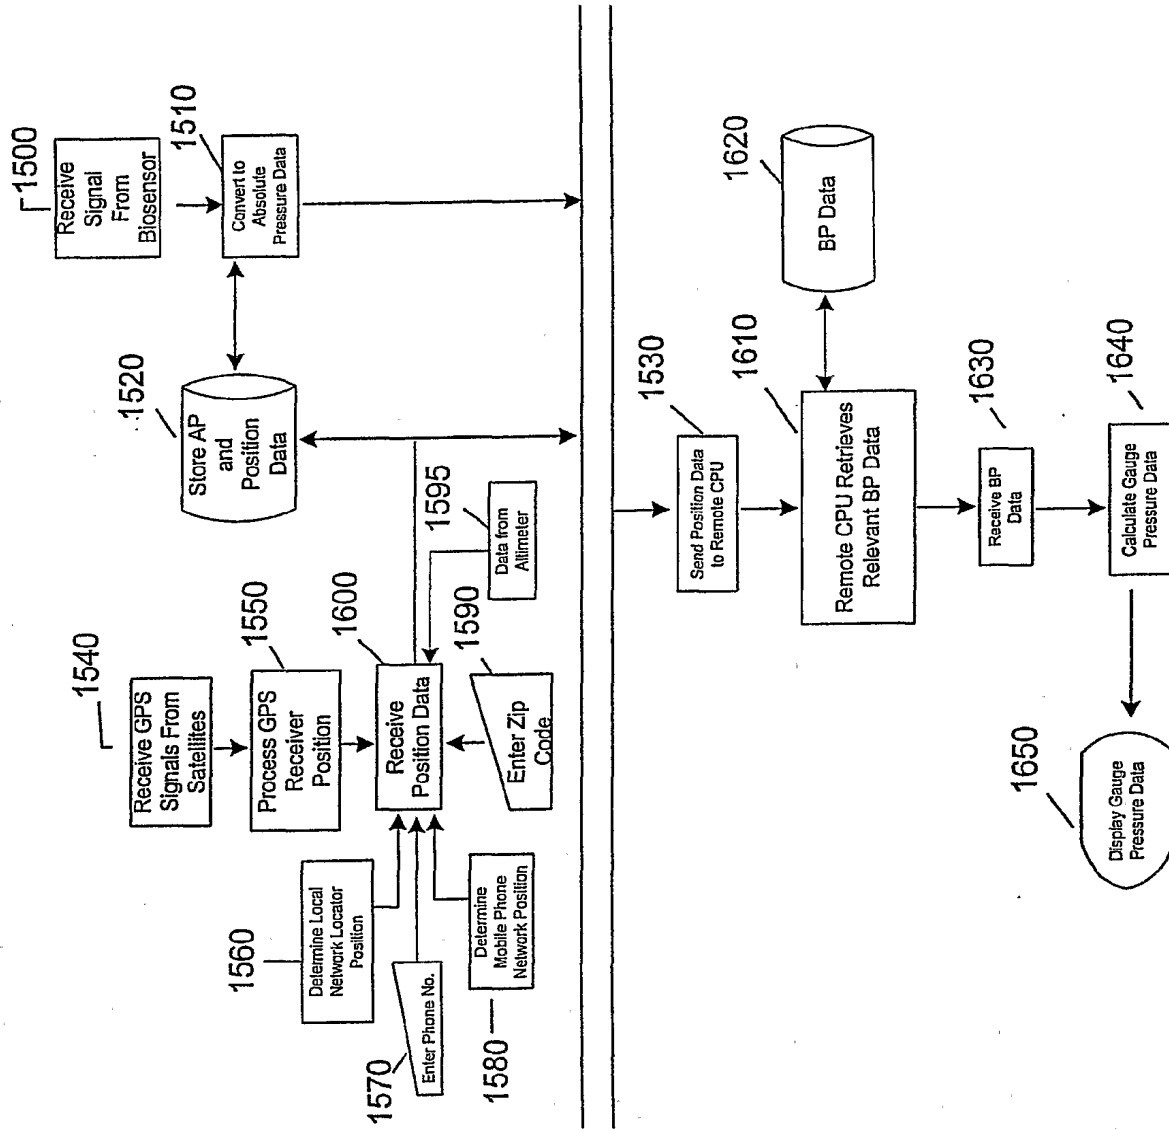 1500
Receive
Signal
From
Biosensor
1510
Convert to
Absolute
Pressure Data
1520
Store AP
and
Position
Data
1540
Receive GPS
Signals From
Satellites
1550
Process GPS
Receiver
Position
1560
Determine Local
Network Locator
Position
1570
Enter Phone No.
1580
Determine
Mobile Phone
Network Position
1590
Enter Zip
Code
1595
Data from
Altimeter
1600
Receive
Position Data
1530
Send Position Data
to Remote CPU
1610
Remote CPU Retrieves
Relevant BP Data
1620
BP Data
1630
Receive BP
Data
1640
Calculate Gauge
Pressure Data
1650
Display Gauge
Pressure Data